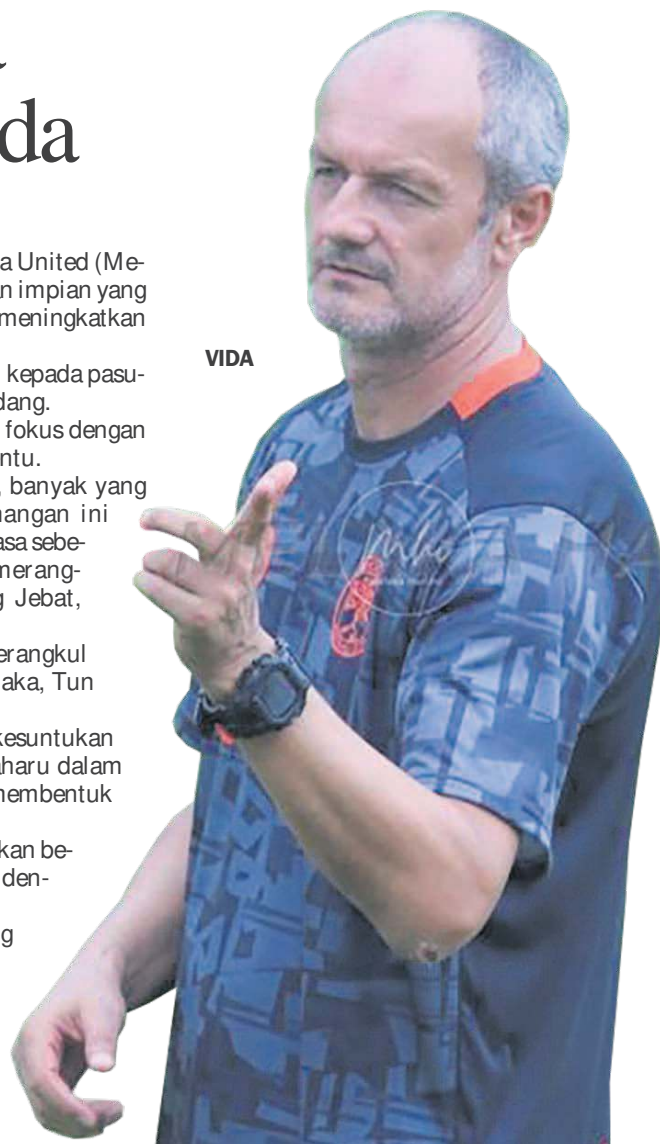 da
a United (Me-
n impian yang
meningkatkan
kepada pasu-
dang.
fokus dengan
ntu.
, banyak yang
nangan ini
asa sebe-
merang-
g Jebat,
erangkul
aka, Tun
kesuntukan
aharu dalam
membentuk
kan be-
den-
g
VIDA